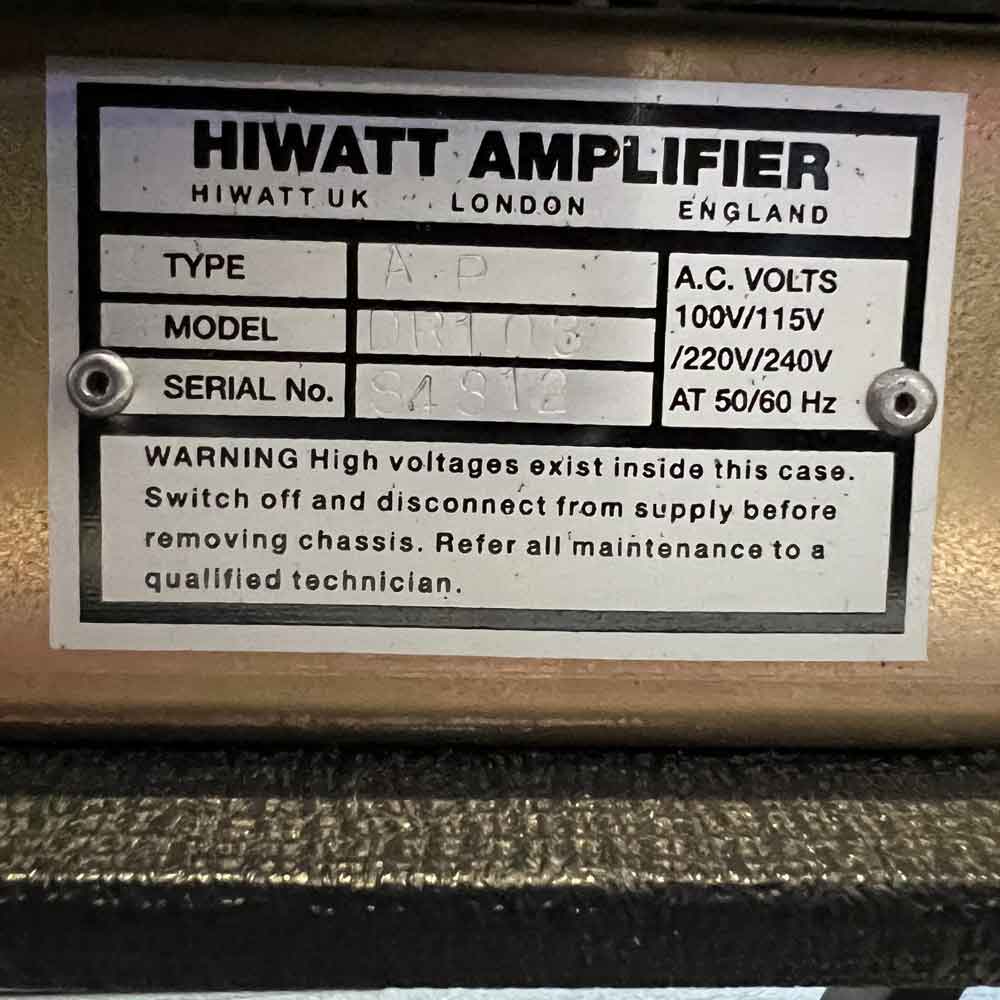 HIWATT AMPLIFIER
HIWATT UK LONDON ENGLAND
TYPE A.P
MODEL DR103
SERIAL No. 84812
A.C. VOLTS
100V/115V
/220V/240V
AT 50/60 Hz
WARNING High voltages exist inside this case.
Switch off and disconnect from supply before
removing chassis. Refer all maintenance to a
qualified technician.